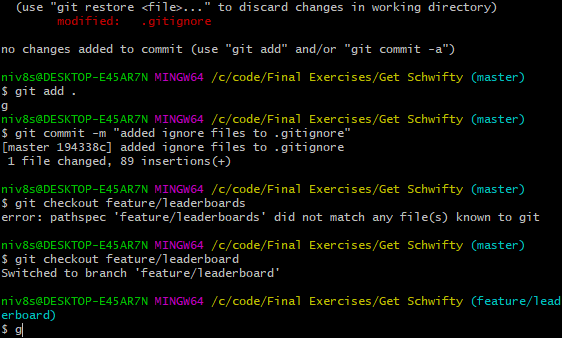 (use "git restore <file>..." to discard changes in working directory)
modified:   .gitignore
no changes added to commit (use "git add" and/or "git commit -a")
niv8s@DESKTOP-E45AR7N MINGW64 /c/code/Final Exercises/Get Schwifty (master)
$ git add .
g
niv8s@DESKTOP-E45AR7N MINGW64 /c/code/Final Exercises/Get Schwifty (master)
$ git commit -m "added ignore files to .gitignore"
[master 194338c] added ignore files to .gitignore
1 file changed, 89 insertions(+)
niv8s@DESKTOP-E45AR7N MINGW64 /c/code/Final Exercises/Get Schwifty (master)
$ git checkout feature/leaderboards
error: pathspec 'feature/leaderboards' did not match any file(s) known to git
niv8s@DESKTOP-E45AR7N MINGW64 /c/code/Final Exercises/Get Schwifty (master)
$ git checkout feature/leaderboard
Switched to branch 'feature/leaderboard'
niv8s@DESKTOP-E45AR7N MINGW64 /c/code/Final Exercises/Get Schwifty (feature/lead
erboard)
$ g